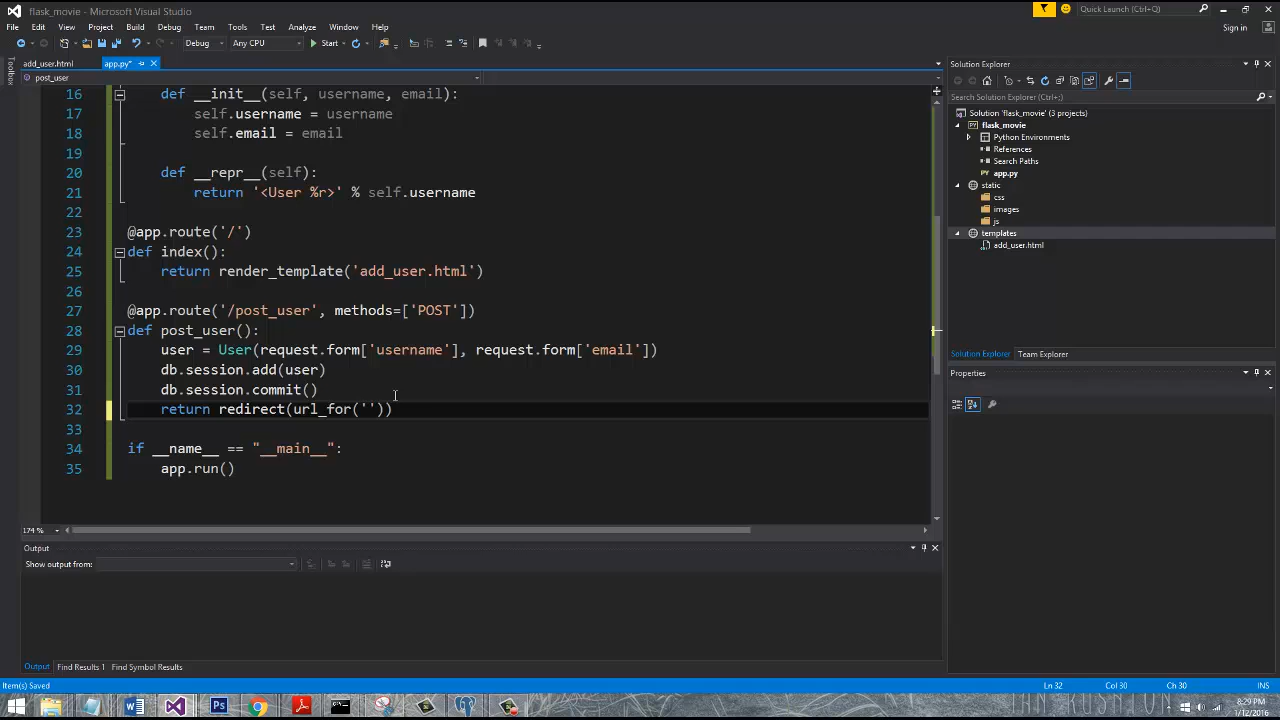 flask_movie - Microsoft Visual Studio
Quick Launch (Ctrl+;)
File Edit View Project Build Debug Team Tools Test Analyze Window Help
Sign in
Debug Any CPU Start
Toolbox
add_user.html app.py*
post_user
16 def __init__(self, username, email):
17 self.username = username
18 self.email = email
19
20 def __repr__(self):
21 return '<User %r>' % self.username
22
23 @app.route('/')
24 def index():
25 return render_template('add_user.html')
26
27 @app.route('/post_user', methods=['POST'])
28 def post_user():
29 user = User(request.form['username'], request.form['email'])
30 db.session.add(user)
31 db.session.commit()
32 return redirect(url_for(''))
33
34 if __name__ == "__main__":
35 app.run()
174 %
Output
Show output from:
Output Find Results 1 Find Symbol Results
Solution Explorer
Search Solution Explorer (Ctrl+;)
Solution 'flask_movie' (3 projects)
flask_movie
Python Environments
References
Search Paths
app.py
static
css
images
js
templates
add_user.html
Solution Explorer Team Explorer
Properties
Item(s) Saved Ln 32 Col 30 Ch 30 INS
8:29 PM
1/12/2016